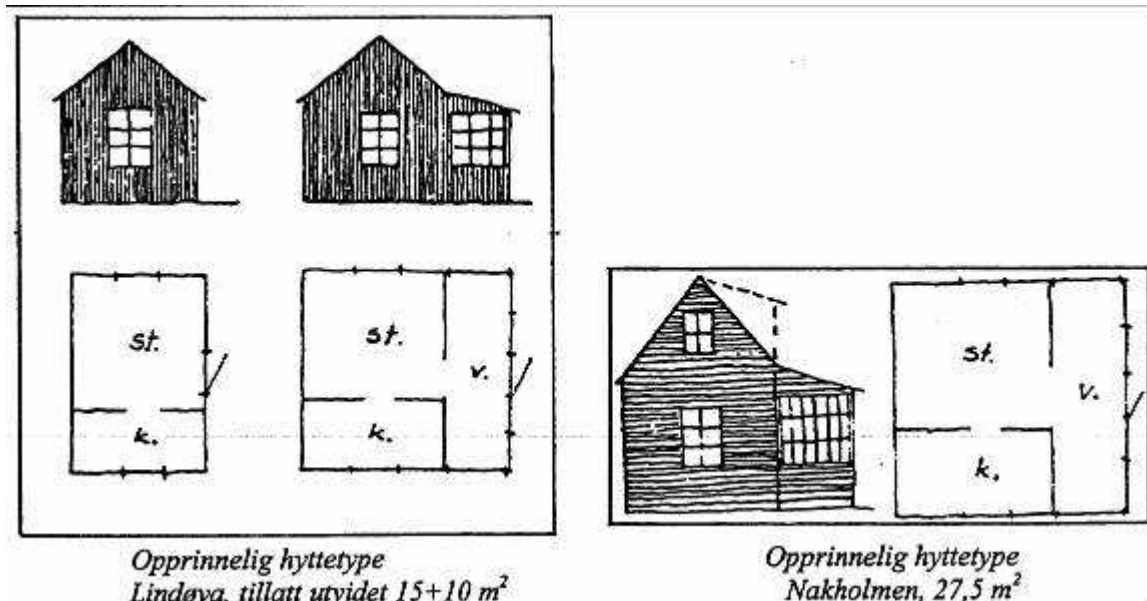 st.
k.
st.
v.
k.
st.
v.
k.
Opprinnelig hyttetype
Lindøya, tillatt utvidet 15+10 m²
Opprinnelig hyttetype
Nakholmen, 27,5 m²